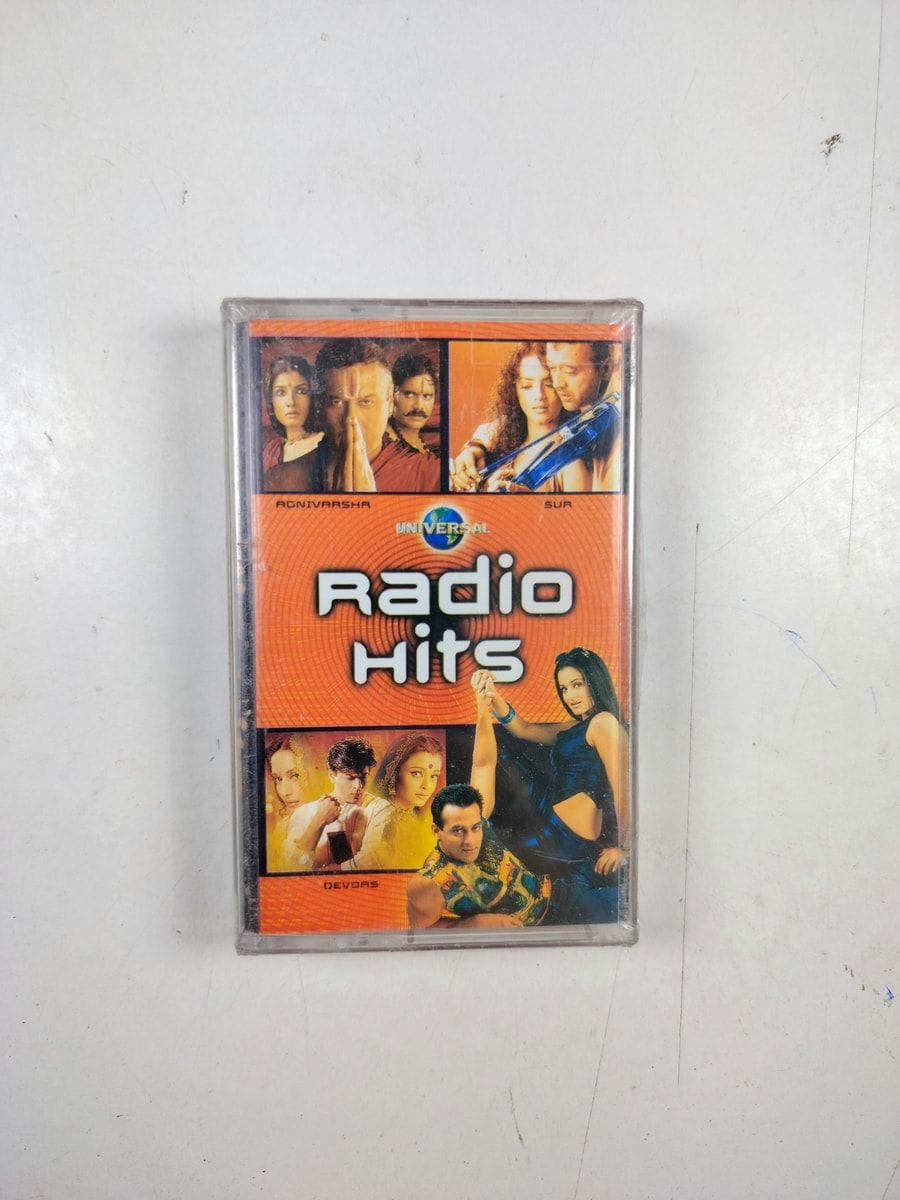 AGNIVARSHA
SUR
UNIVERSAL
Radio
Hits
DEVDAS